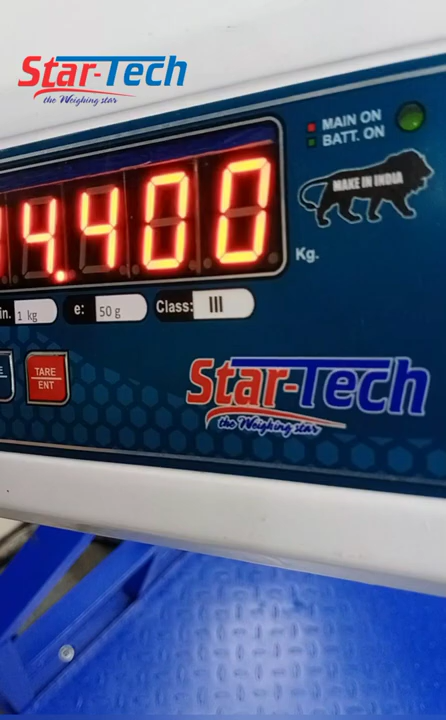 Star-Tech
the Weighing star
MAIN ON
BATT. ON
MAKE IN INDIA
4.400
Kg.
in. 1 kg e: 50 g Class: III
TARE
ENT
Star-Tech
the Weighing star